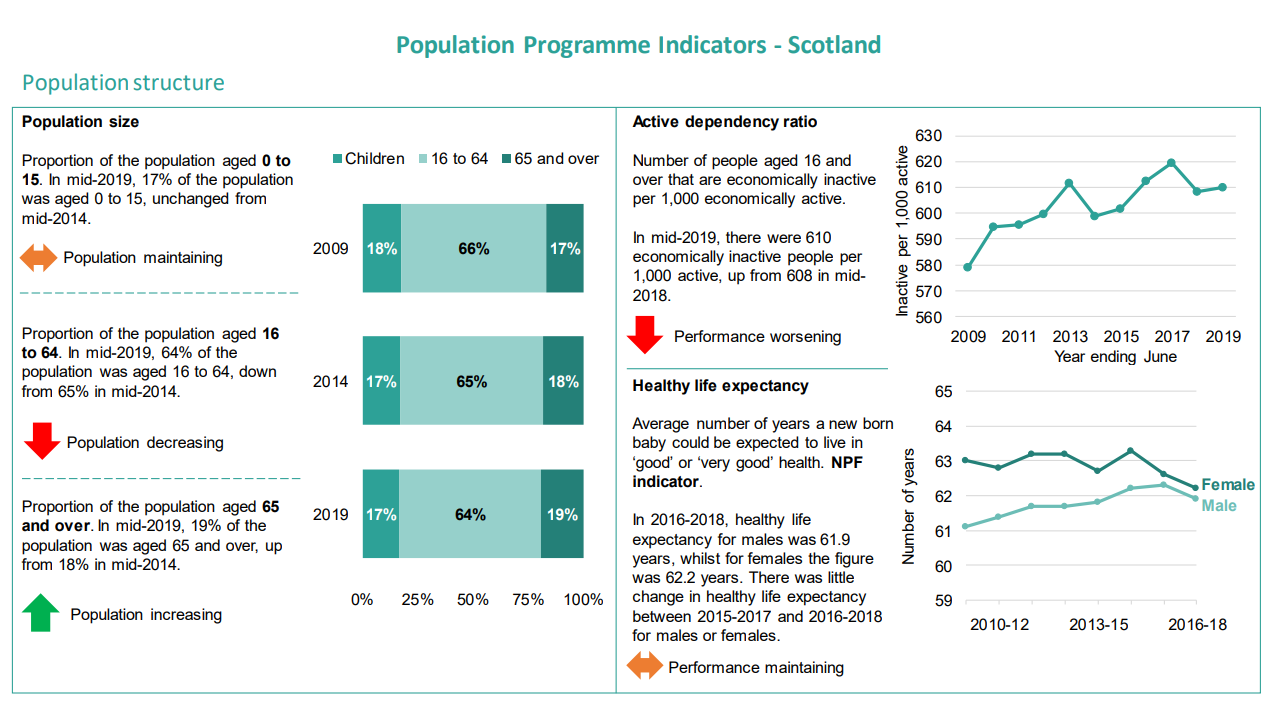 Population Programme Indicators - Scotland
Population structure
Population size
Proportion of the population aged 0 to
15. In mid-2019, 17% of the population
was aged 0 to 15, unchanged from
mid-2014.
Population maintaining
Proportion of the population aged 16
to 64. In mid-2019, 64% of the
population was aged 16 to 64, down
from 65% in mid-2014.
Population decreasing
Proportion of the population aged 65
and over. In mid-2019, 19% of the
population was aged 65 and over, up
from 18% in mid-2014.
Population increasing
Children 16 to 64 65 and over
2009 18% 66% 17%
2014 17% 65% 18%
2019 17% 64% 19%
0% 25% 50% 75% 100%
Active dependency ratio
Number of people aged 16 and
over that are economically inactive
per 1,000 economically active.
In mid-2019, there were 610
economically inactive people per
1,000 active, up from 608 in mid-
2018.
Performance worsening
Inactive per 1,000 active
630
620
610
600
590
580
570
560
2009 2011 2013 2015 2017 2019
Year ending June
Healthy life expectancy
Average number of years a new born
baby could be expected to live in
‘good’ or ‘very good’ health. NPF
indicator.
In 2016-2018, healthy life
expectancy for males was 61.9
years, whilst for females the figure
was 62.2 years. There was little
change in healthy life expectancy
between 2015-2017 and 2016-2018
for males or females.
Performance maintaining
Number of years
65
64
63
62
61
60
59
Female
Male
2010-12 2013-15 2016-18